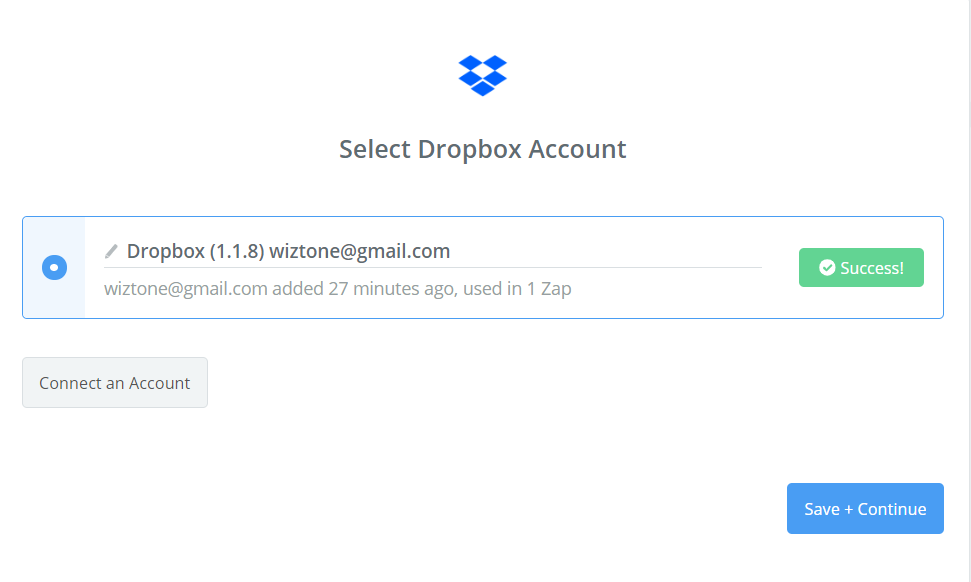 Select Dropbox Account
Dropbox (1.1.8) wiztone@gmail.com
Success!
wiztone@gmail.com added 27 minutes ago, used in 1 Zap
Connect an Account
Save + Continue